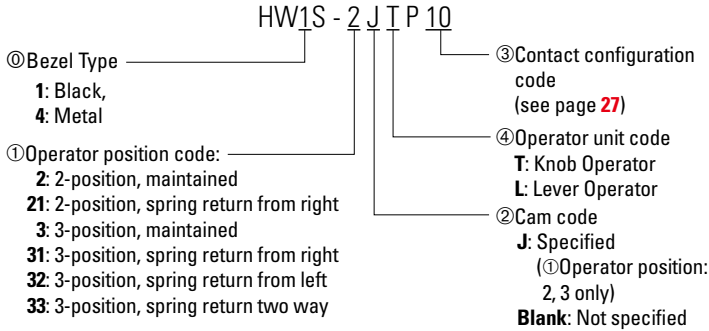 HW1S - 2 J T P 10
⓪Bezel Type
1: Black,
4: Metal
①Operator position code:
2: 2-position, maintained
21: 2-position, spring return from right
3: 3-position, maintained
31: 3-position, spring return from right
32: 3-position, spring return from left
33: 3-position, spring return two way
③Contact configuration
code
(see page 27)
④Operator unit code
T: Knob Operator
L: Lever Operator
②Cam code
J: Specified
(①Operator position:
2, 3 only)
Blank: Not specified